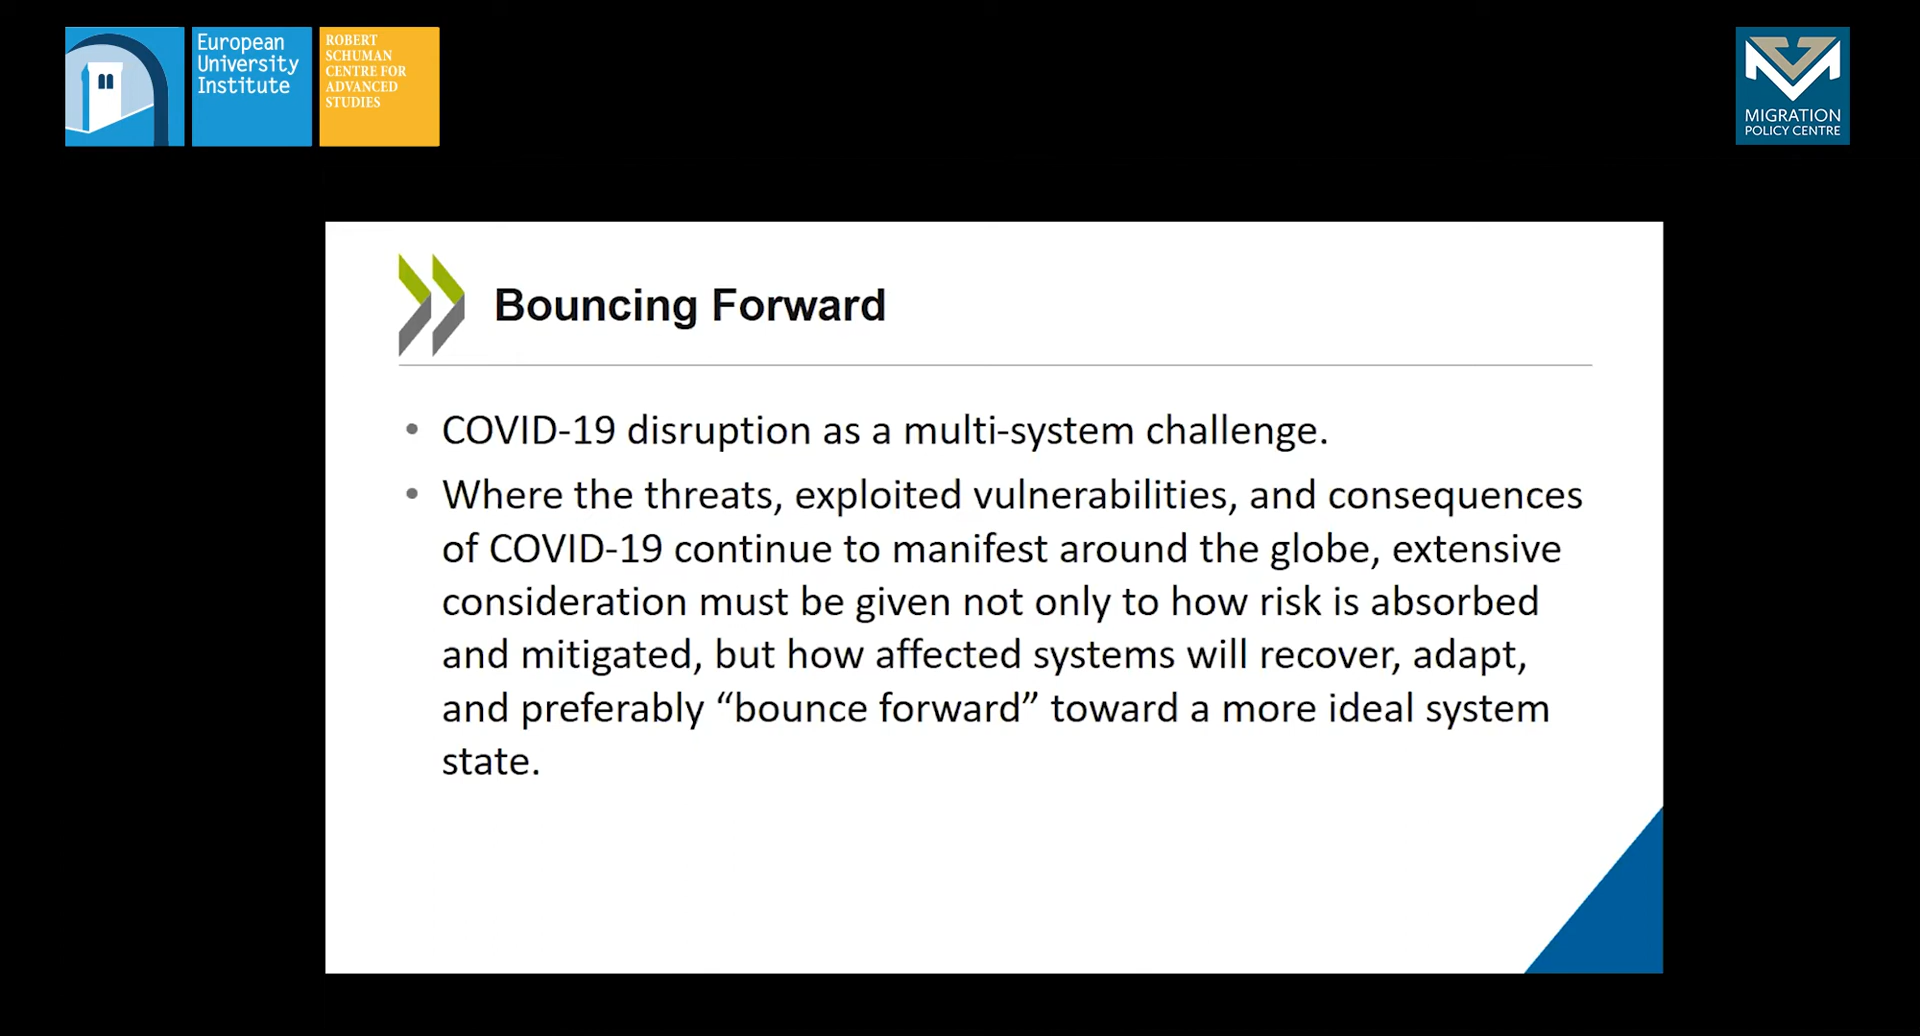 European
University
Institute
ROBERT
SCHUMAN
CENTRE FOR
ADVANCED
STUDIES
MIGRATION
POLICY CENTRE
Bouncing Forward
• COVID-19 disruption as a multi-system challenge.
• Where the threats, exploited vulnerabilities, and consequences
of COVID-19 continue to manifest around the globe, extensive
consideration must be given not only to how risk is absorbed
and mitigated, but how affected systems will recover, adapt,
and preferably “bounce forward” toward a more ideal system
state.